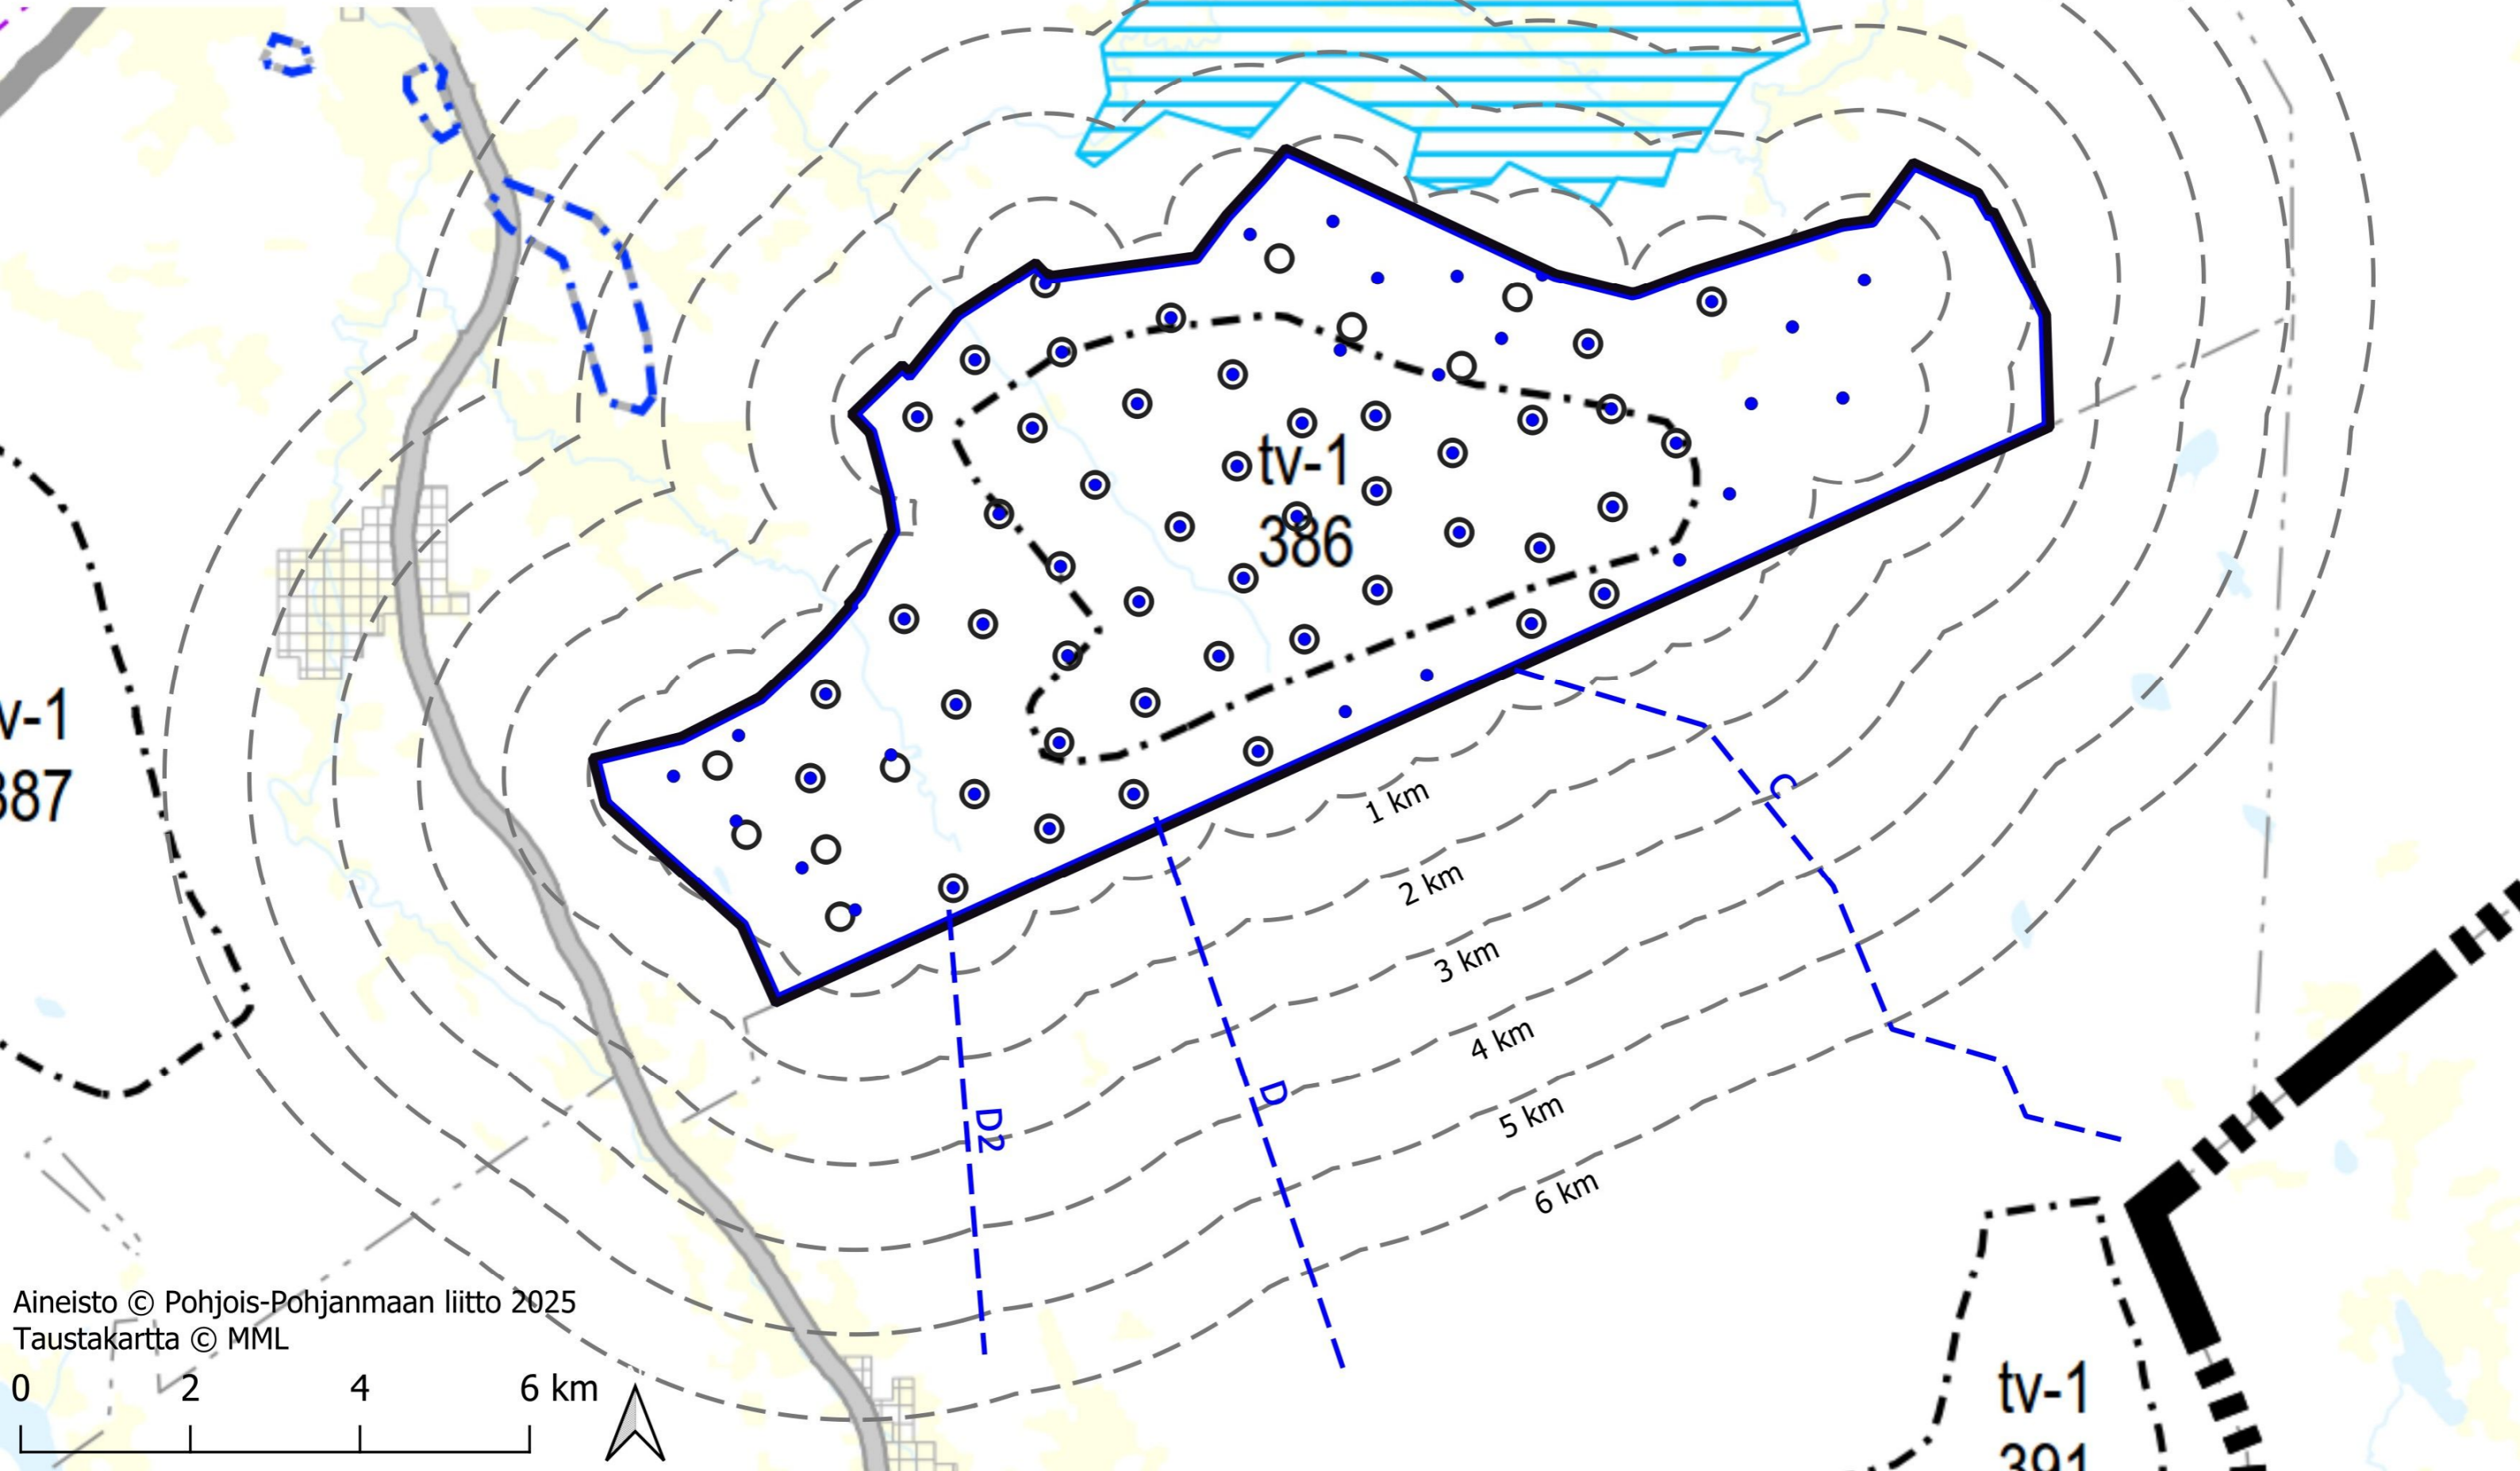 tv-1
386
v-1
387
C
1 km
2 km
3 km
4 km
5 km
6 km
D
D2
Aineisto © Pohjois-Pohjanmaan liitto 2025
Taustakartta © MML
0 2 4 6 km
tv-1
391